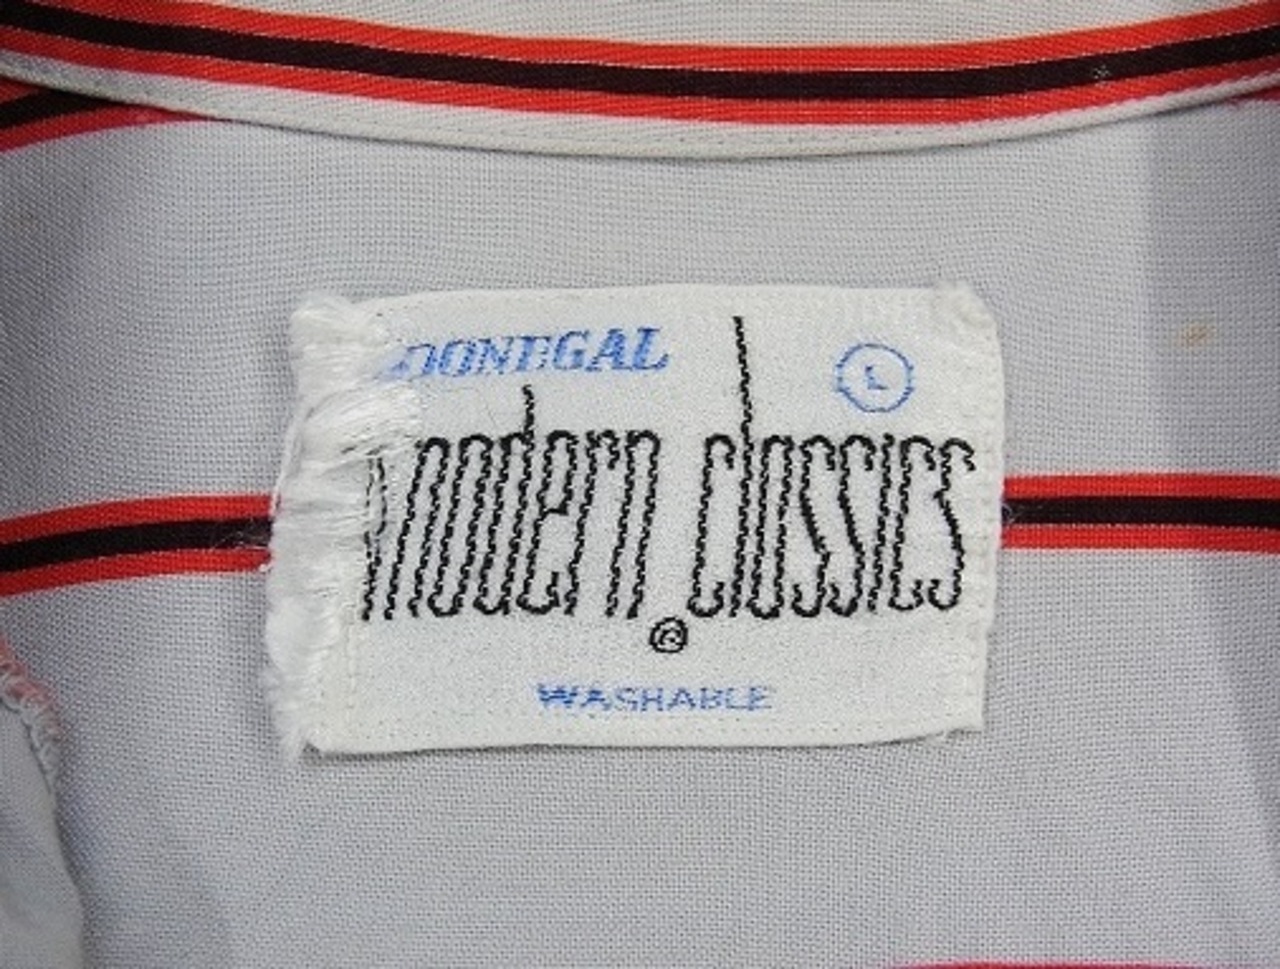 DONEGAL
L
modern classics
®
WASHABLE